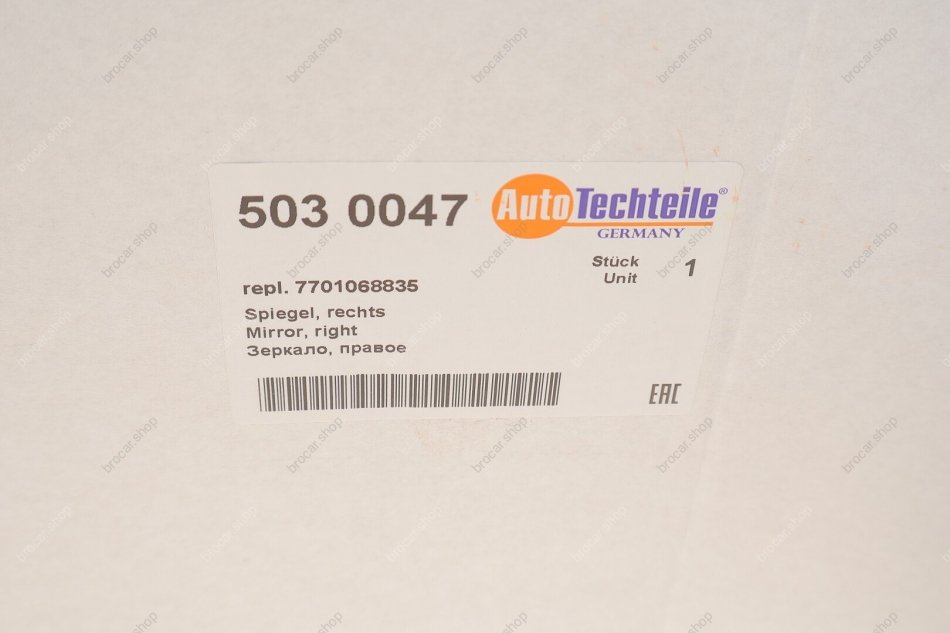 503 0047
AutoTechteile®
GERMANY
Stück 1
Unit
repl. 7701068835
Spiegel, rechts
Mirror, right
Зеркало, правое
EAC
brocar.shop